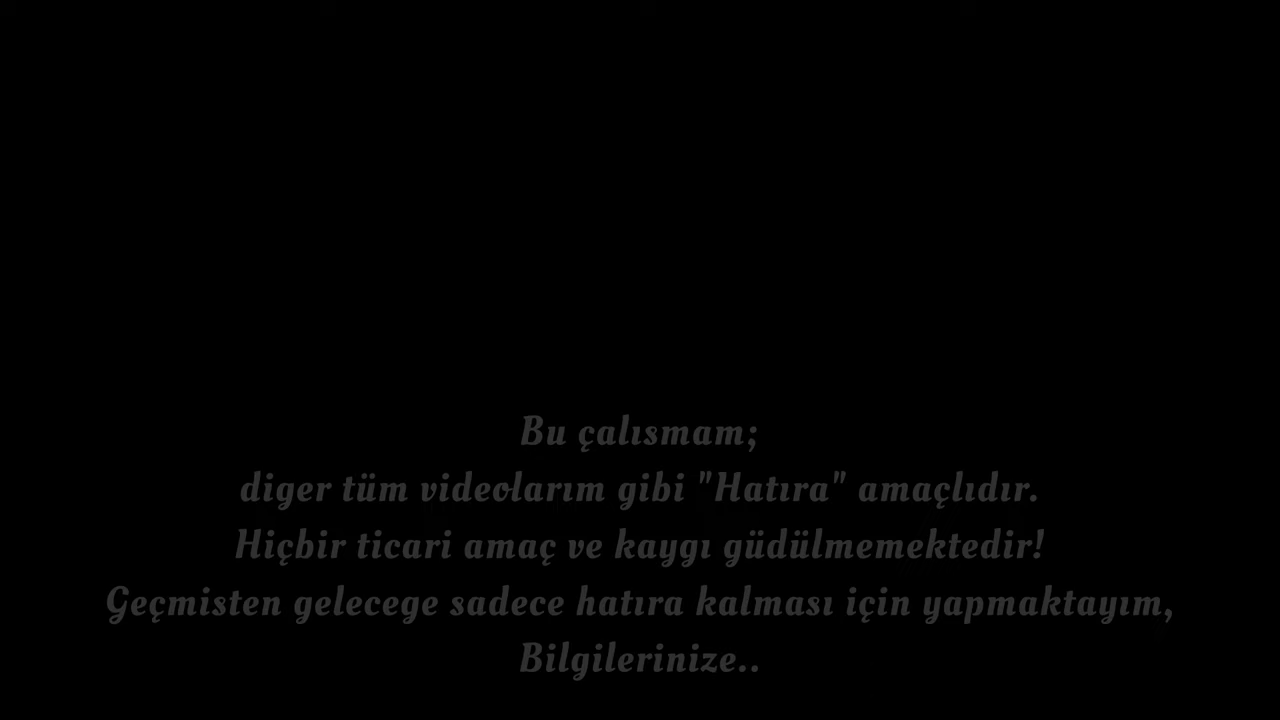 Bu çalısmam;
diger tüm videolarım gibi "Hatıra" amaçlıdır.
Hiçbir ticari amaç ve kaygı güdülmemektedir!
Geçmisten gelecege sadece hatıra kalması için yapmaktayım,
Bilgilerinize..